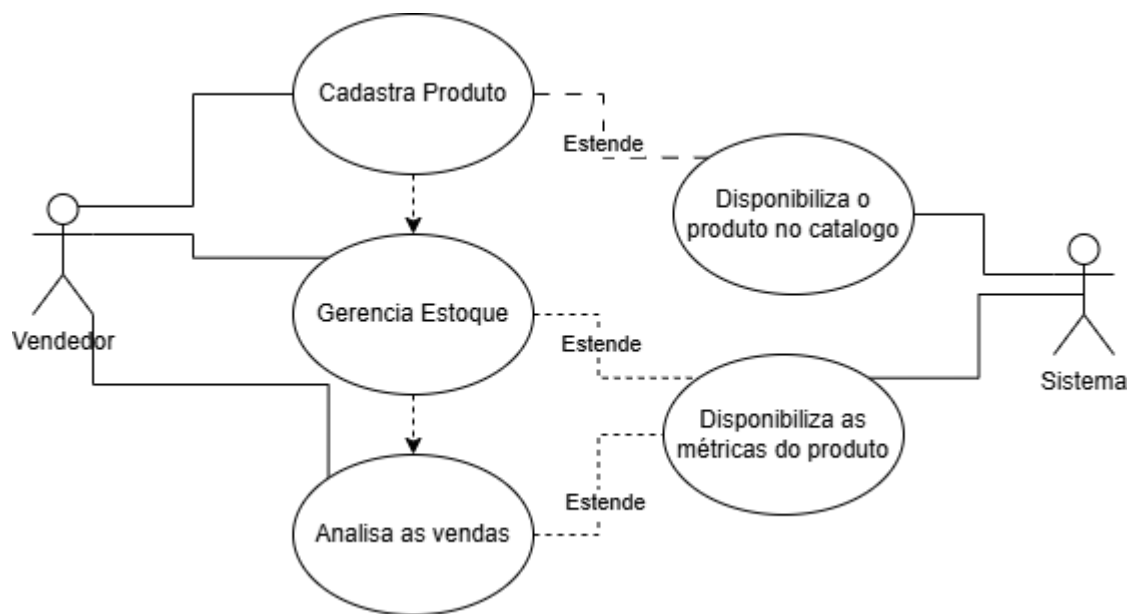 Cadastra Produto
Estende
Disponibiliza o
produto no catalogo
Gerencia Estoque
Vendedor
Estende
Sistema
Disponibiliza as
métricas do produto
Estende
Analisa as vendas